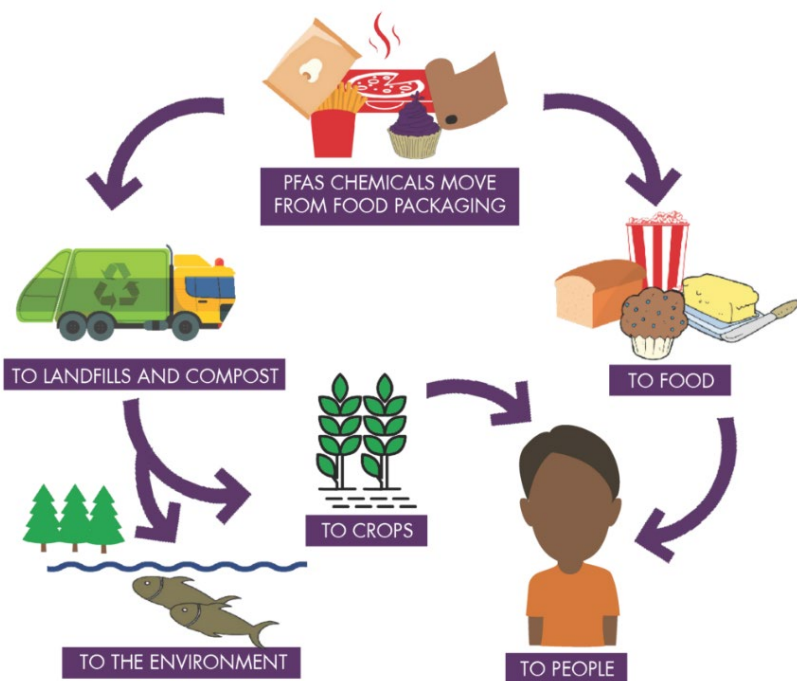 PFAS CHEMICALS MOVE
FROM FOOD PACKAGING
TO LANDFILLS AND COMPOST
TO FOOD
TO CROPS
TO THE ENVIRONMENT
TO PEOPLE